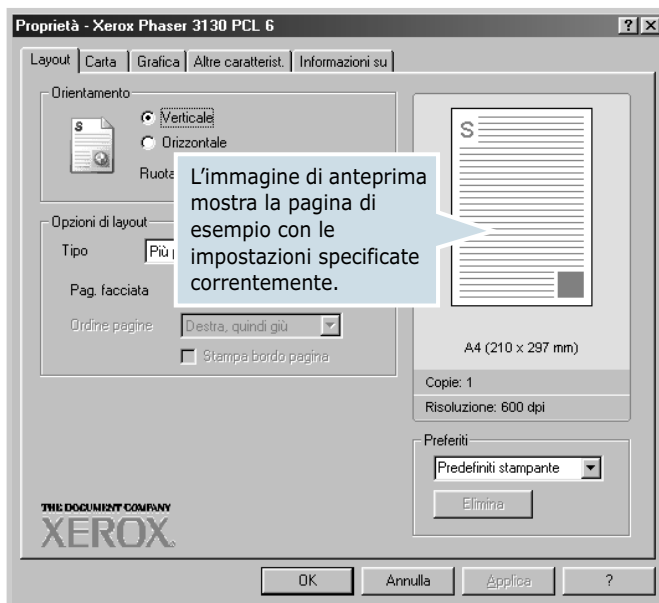 Proprietà - Xerox Phaser 3130 PCL 6
? ×
Layout Carta Grafica Altre caratterist. Informazioni su
Orientamento
Verticale
Orizzontale
Opzioni di layout
Tipo
Pag. facciata
Ordine pagine Destra, quindi giù
Stampa bordo pagina
L'immagine di anteprima
mostra la pagina di
esempio con le
impostazioni specificate
correntemente.
S
S
A4 (210 x 297 mm)
Copie: 1
Risoluzione: 600 dpi
Preferiti
Predefiniti stampante
Elimina
THE DOCUMENT COMPANY
XEROX
OK Annulla Applica ?